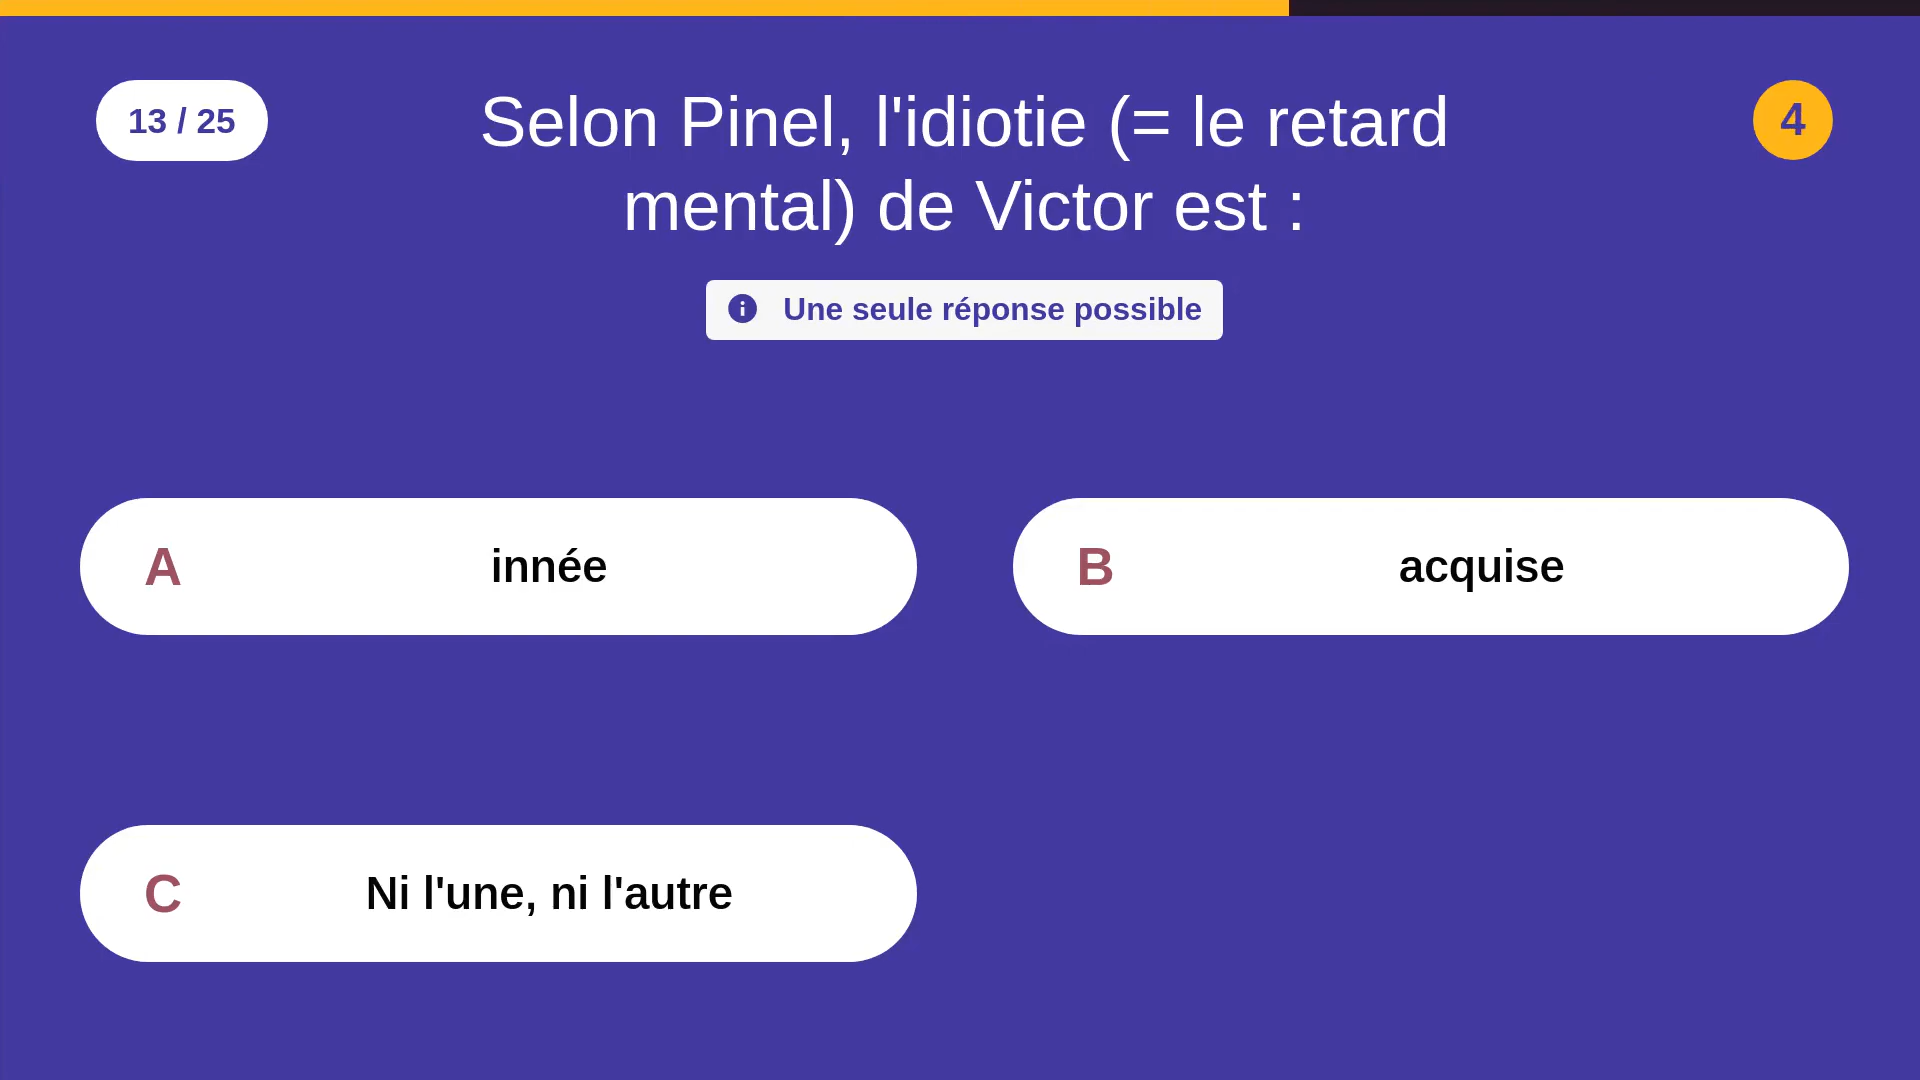 13 / 25
Selon Pinel, l'idiotie (= le retard
mental) de Victor est :
4
Une seule réponse possible
A innée
B acquise
C Ni l'une, ni l'autre